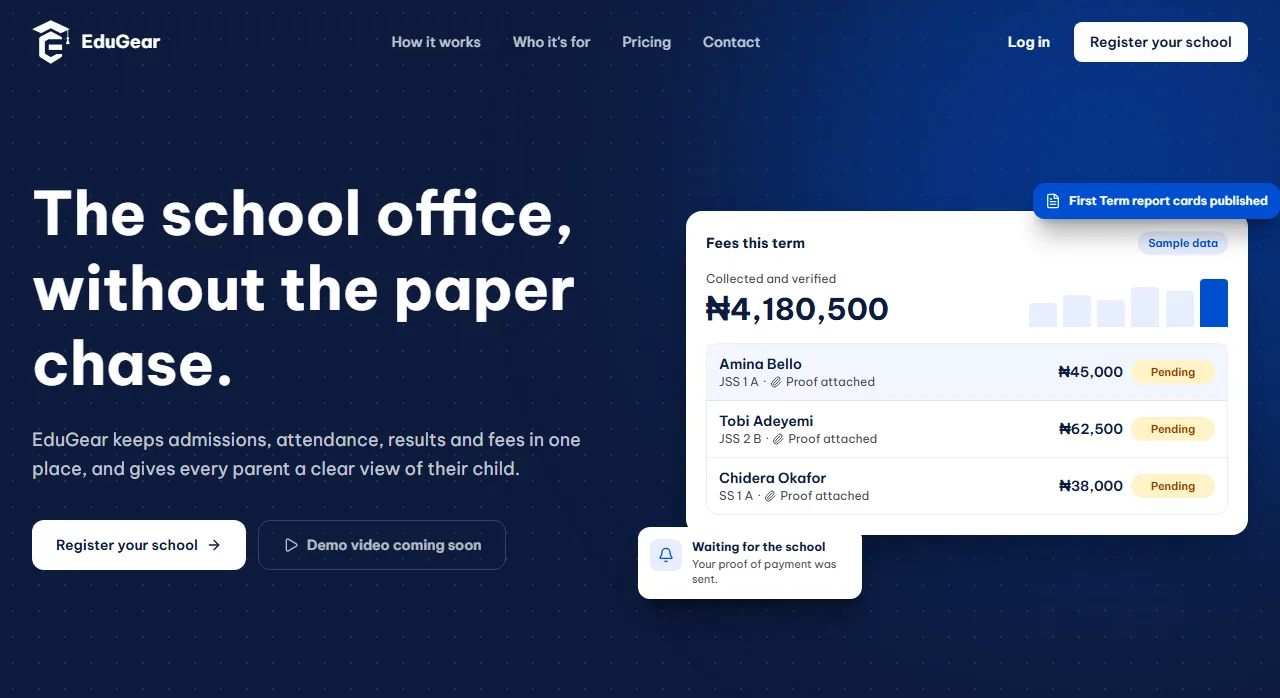 EduGear
How it works
Who it's for
Pricing
Contact
Log in
Register your school
The school office,
without the paper
chase.
EduGear keeps admissions, attendance, results and fees in one
place, and gives every parent a clear view of their child.
Register your school →
Demo video coming soon
First Term report cards published
Fees this term
Sample data
Collected and verified
₦4,180,500
Amina Bello
JSS 1 A · Proof attached
₦45,000
Pending
Tobi Adeyemi
JSS 2 B · Proof attached
₦62,500
Pending
Chidera Okafor
SS 1 A · Proof attached
₦38,000
Pending
Waiting for the school
Your proof of payment was
sent.